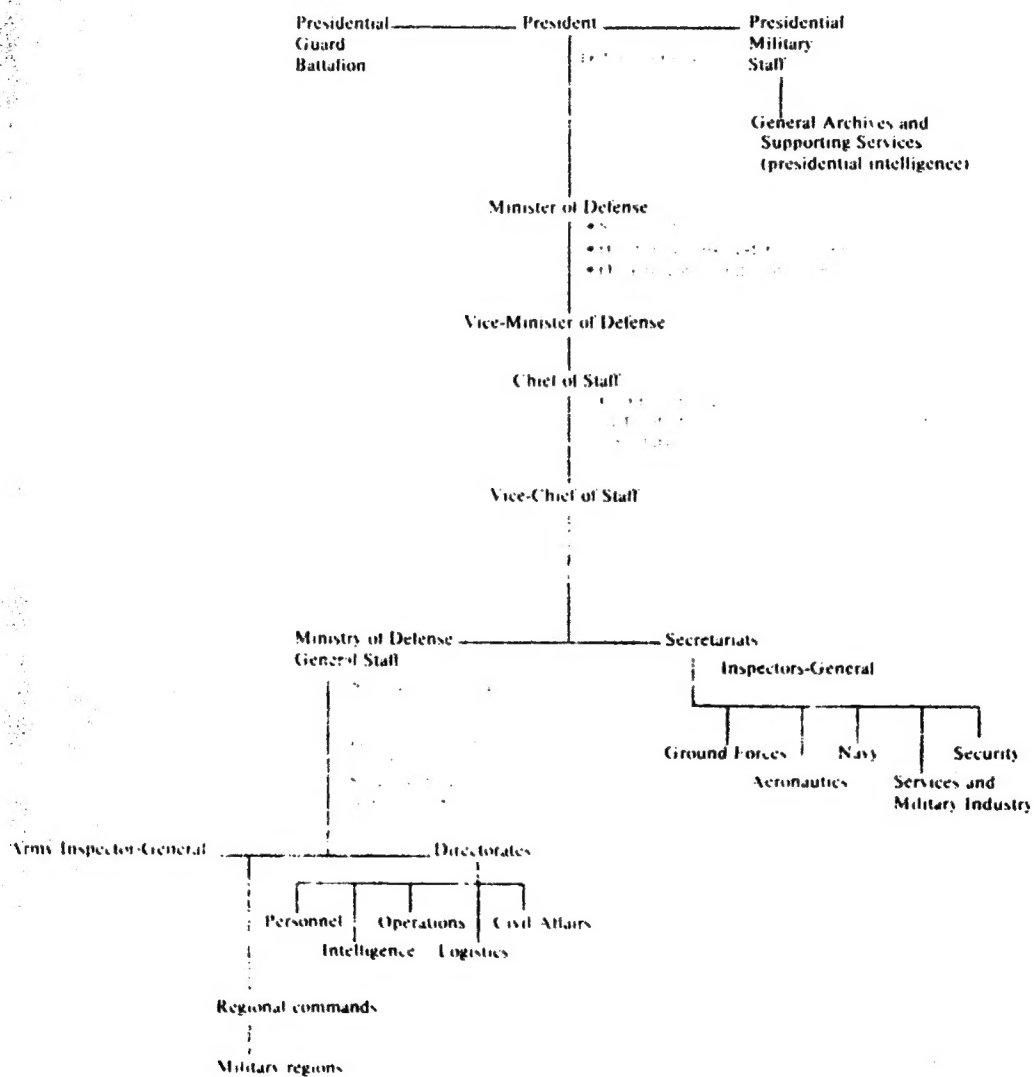 Presidential
Guard
Battalion
President
Presidential
Military
Staff
General Archives and
Supporting Services
(presidential intelligence)
Minister of Defense
Vice-Minister of Defense
Chief of Staff
Vice-Chief of Staff
Ministry of Defense
General Staff
Secretariats
Inspectors-General
Ground Forces
Navy
Security
Aeronautics
Services and
Military Industry
Army Inspector-General
Directorates
Personnel
Operations
Civil Affairs
Intelligence
Logistics
Regional commands
Military regions